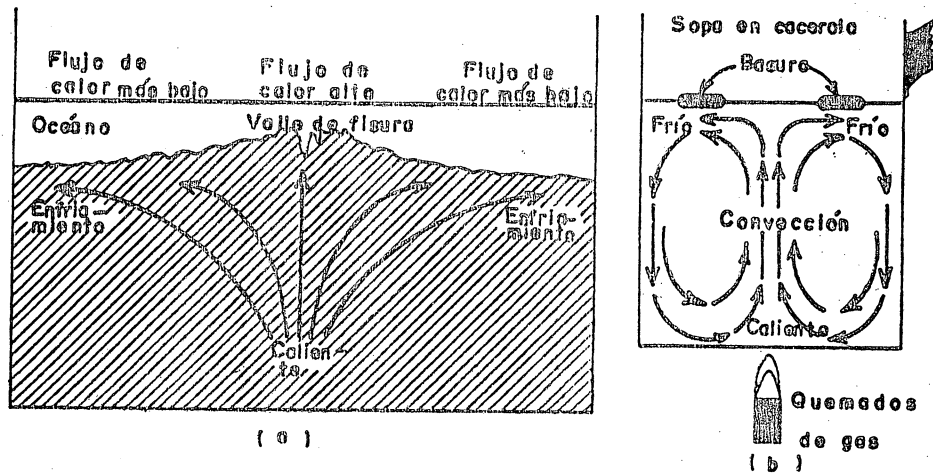 Flujo de
calor más bajo
Flujo de
calor alto
Flujo de
calor más bajo
Océano
Valle de fisura
Enfria-
miento
Enfria-
miento
Calien-
te
( a )
Sopa en cacerola
Basura
Frío
Frío
Convección
Caliente
Quemados
de gas
( b )